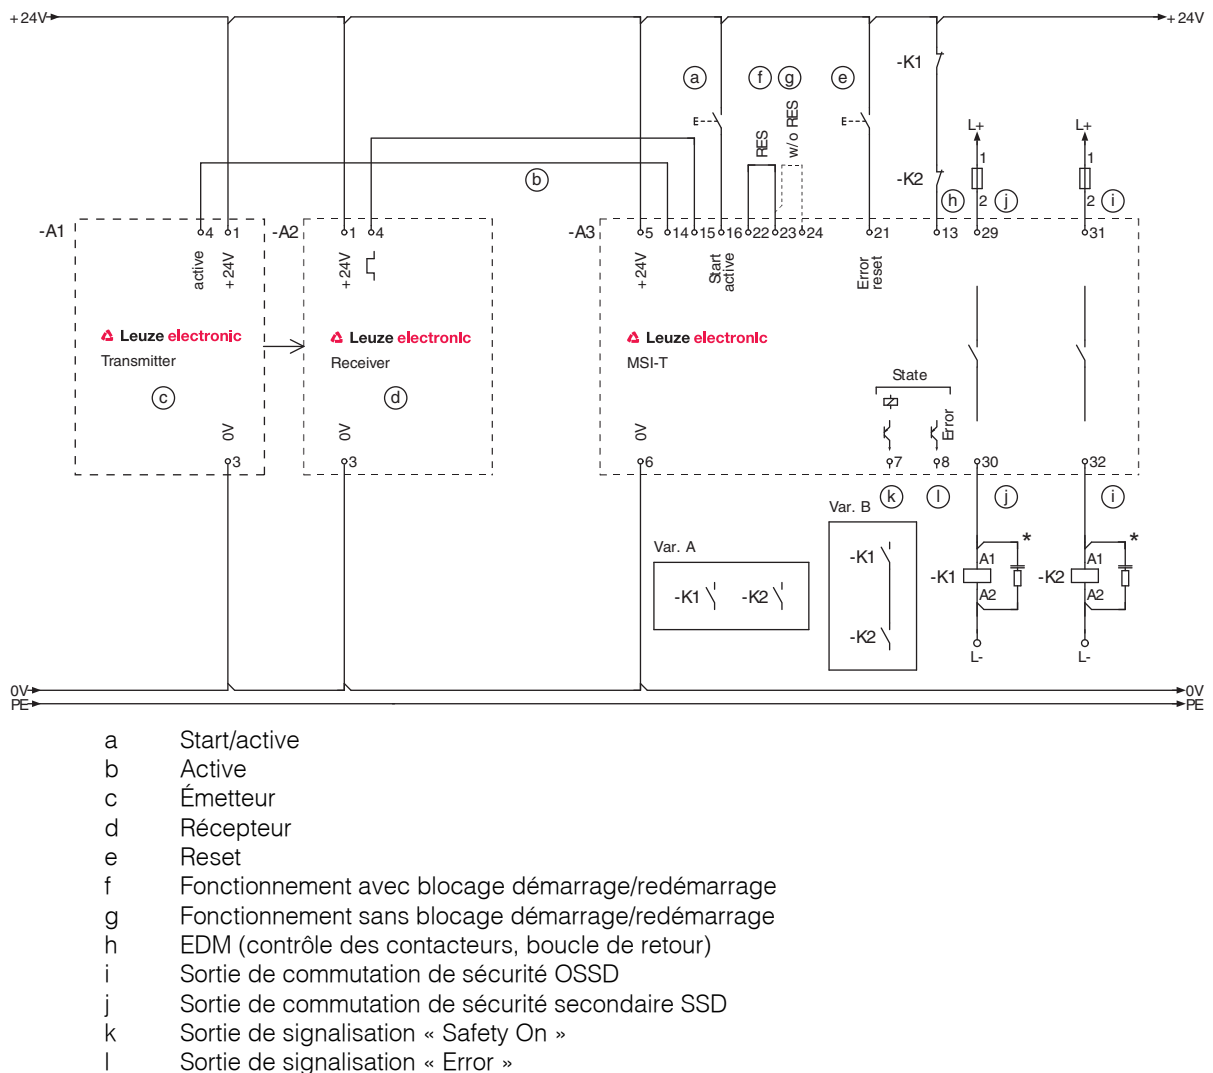 +24V +24V
-K1
a f g e
RES w/o RES
L+ L+
1 1
b -K2 h 2 j 2 i
-A1 4 1 -A2 1 4 -A3 5 14 15 16 22 23 24 21 13 29 31
active +24V +24V +24V Start active Error reset
Leuze electronic Leuze electronic Leuze electronic
Transmitter Receiver MSI-T
State
c d
0V 0V 0V Error
3 3 6 7 8 30 32
k l j i
Var. B
Var. A
* *
-K1 -K1 A1 -K2 A1
A2 A2
-K1 -K2
-K2
L- L-
0V 0V
PE PE
a Start/active
b Active
c Émetteur
d Récepteur
e Reset
f Fonctionnement avec blocage démarrage/redémarrage
g Fonctionnement sans blocage démarrage/redémarrage
h EDM (contrôle des contacteurs, boucle de retour)
i Sortie de commutation de sécurité OSSD
j Sortie de commutation de sécurité secondaire SSD
k Sortie de signalisation « Safety On »
l Sortie de signalisation « Error »